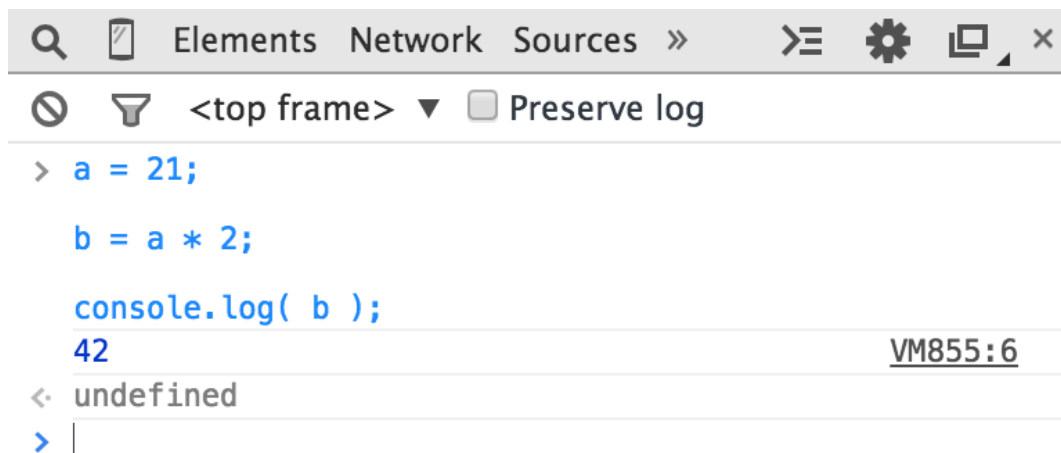 Elements Network Sources »
<top frame> ▼ Preserve log
> a = 21;
b = a * 2;
console.log( b );
42 VM855:6
undefined
>